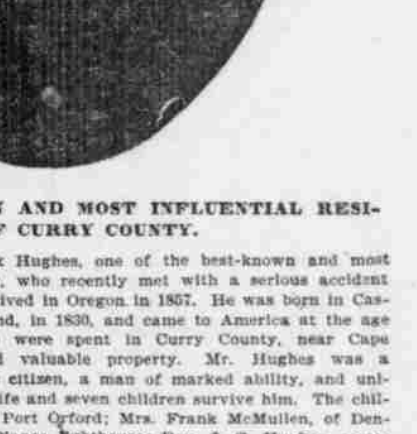 AND MOST INFLUENTIAL RESI-
CURRY COUNTY.
Hughes, one of the best-known and most
who recently met with a serious accident
ived in Oregon in 1857. He was born in Cas-
nd, in 1830, and came to America at the age
were spent in Curry County, near Cape
valuable property. Mr. Hughes was a
citizen, a man of marked ability, and uni-
ife and seven children survive him. The chil-
Port Orford; Mrs. Frank McMullen, of Den-